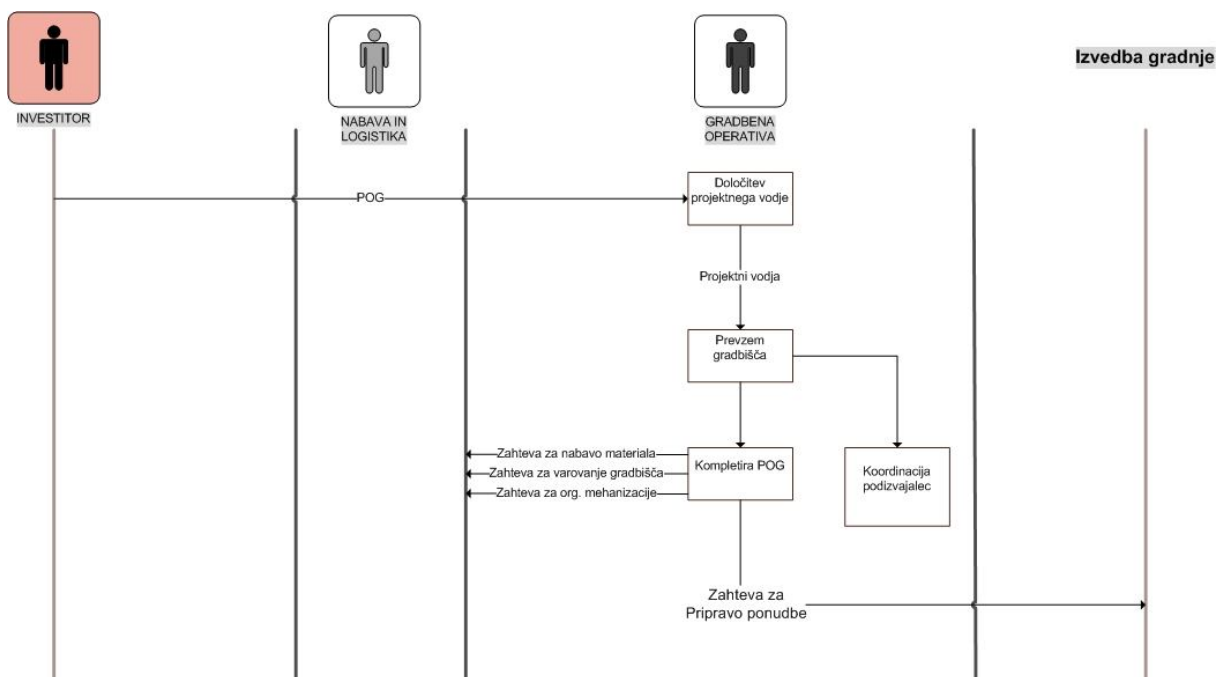 Izvedba gradnje
INVESTITOR
NABAVA IN
LOGISTIKA
GRADBENA
OPERATIVA
Določitev
projektnega vodje
POG
Projektni vodja
Prevzem
gradbišča
Zahteva za nabavo materiala
Zahteva za varovanje gradbišča
Zahteva za org. mehanizacije
Kompletira POG
Koordinacija
podizvajalec
Zahteva za
Pripravo ponudbe